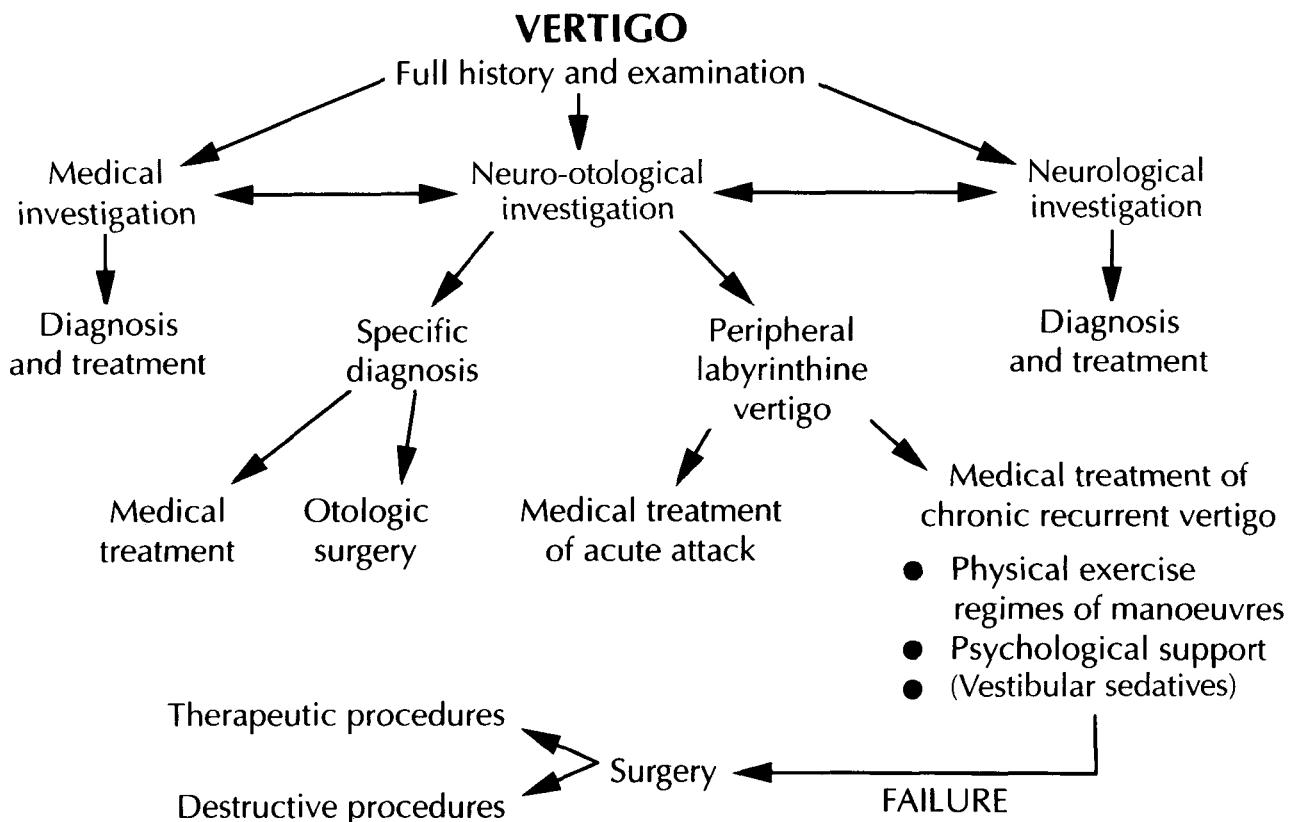 VERTIGO
Full history and examination
Medical
investigation
Neuro-otological
investigation
Neurological
investigation
Diagnosis
and treatment
Specific
diagnosis
Peripheral
labyrinthine
vertigo
Diagnosis
and treatment
Medical
treatment
Otologic
surgery
Medical treatment
of acute attack
Medical treatment of
chronic recurrent vertigo
● Physical exercise
regimes of manoeuvres
● Psychological support
● (Vestibular sedatives)
Therapeutic procedures
Surgery
Destructive procedures
FAILURE